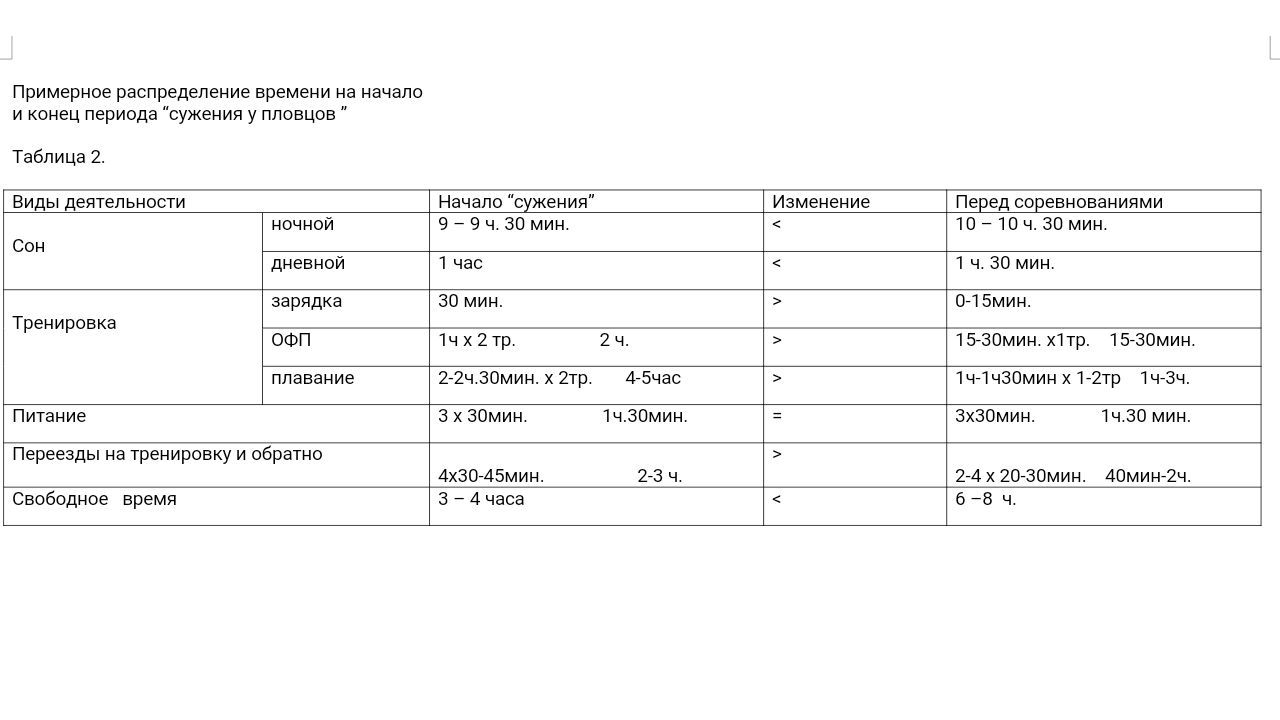 Примерное распределение времени на начало
и конец периода “сужения у пловцов ”
Таблица 2.
Виды деятельности Начало “сужения” Изменение Перед соревнованиями
Сон ночной 9 – 9 ч. 30 мин. < 10 – 10 ч. 30 мин.
дневной 1 час < 1 ч. 30 мин.
Тренировка зарядка 30 мин. > 0-15мин.
ОФП 1ч х 2 тр. 2 ч. > 15-30мин. х1тр. 15-30мин.
плавание 2-2ч.30мин. х 2тр. 4-5час > 1ч-1ч30мин х 1-2тр 1ч-3ч.
Питание 3 х 30мин. 1ч.30мин. = 3х30мин. 1ч.30 мин.
Переезды на тренировку и обратно 4х30-45мин. 2-3 ч. > 2-4 х 20-30мин. 40мин-2ч.
Свободное время 3 – 4 часа < 6 –8 ч.